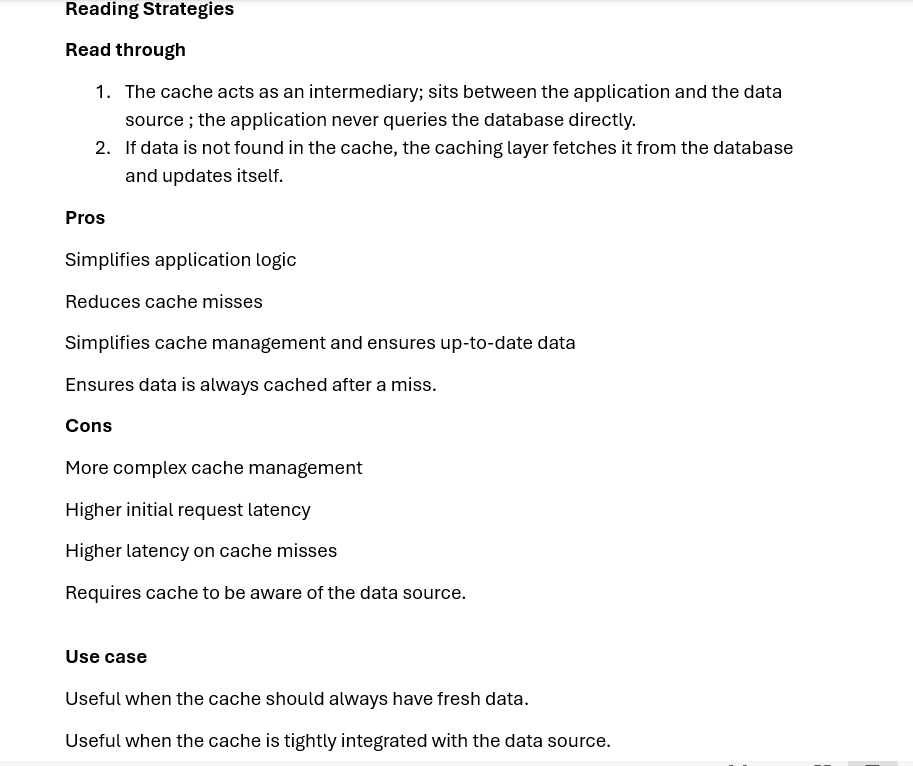 Reading Strategies
Read through
1. The cache acts as an intermediary; sits between the application and the data
source ; the application never queries the database directly.
2. If data is not found in the cache, the caching layer fetches it from the database
and updates itself.
Pros
Simplifies application logic
Reduces cache misses
Simplifies cache management and ensures up-to-date data
Ensures data is always cached after a miss.
Cons
More complex cache management
Higher initial request latency
Higher latency on cache misses
Requires cache to be aware of the data source.
Use case
Useful when the cache should always have fresh data.
Useful when the cache is tightly integrated with the data source.